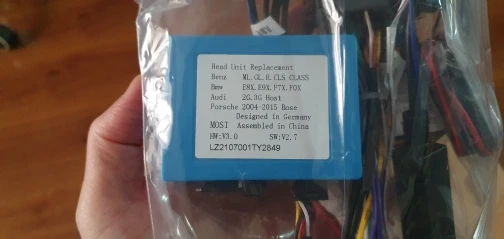 Head Unit Replacement
Benz ML.GL.R.CLS CLASS
Bmw E8X.E9X.F7X.F0X
Audi 2G.3G Host
Porsche 2004-2015 Bose
Designed in Germany
MOST Assembled in China
HW:V3.0 SW:V2.7
LZ2107001TY2849